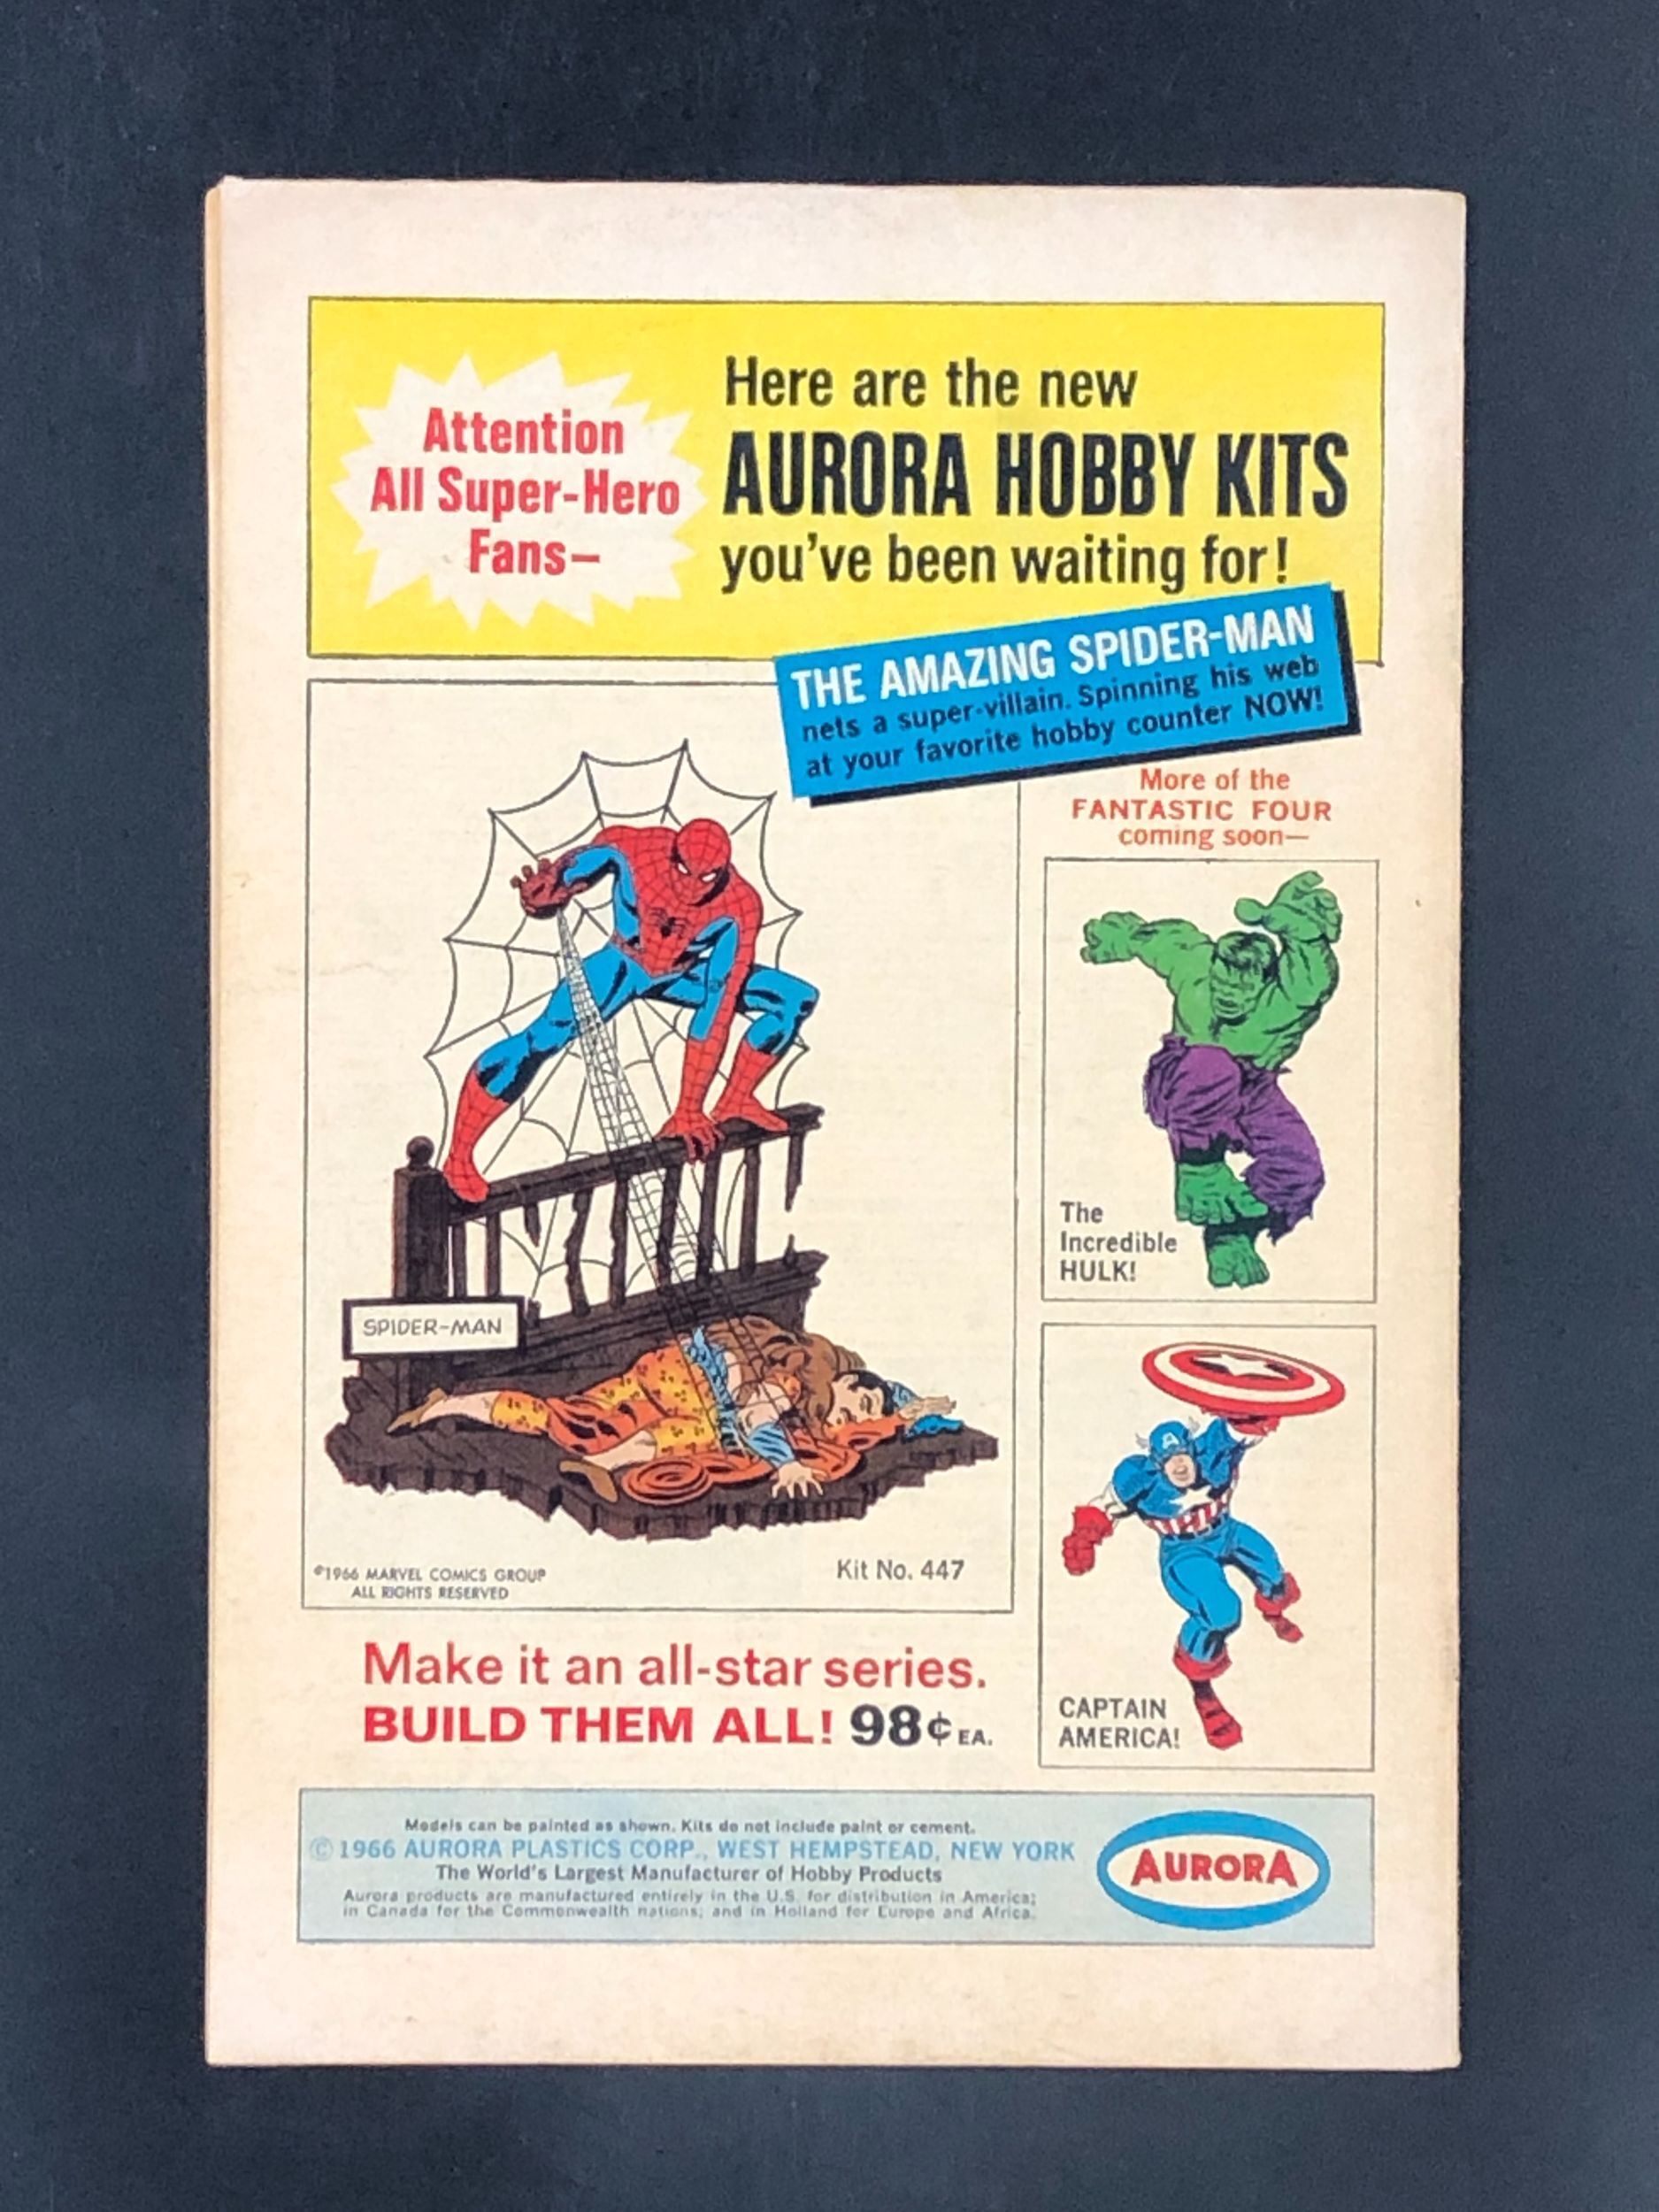 Attention
All Super-Hero
Fans—
Here are the new
AURORA HOBBY KITS
you've been waiting for!
THE AMAZING SPIDER-MAN
nets a super-villain. Spinning his web
at your favorite hobby counter NOW!
More of the
FANTASTIC FOUR
coming soon—
SPIDER-MAN
©1966 MARVEL COMICS GROUP
ALL RIGHTS RESERVED
Kit No. 447
The
Incredible
HULK!
A
CAPTAIN
AMERICA!
Make it an all-star series.
BUILD THEM ALL! 98¢ EA.
Models can be painted as shown. Kits do not include paint or cement.
© 1966 AURORA PLASTICS CORP., WEST HEMPSTEAD, NEW YORK
The World's Largest Manufacturer of Hobby Products
Aurora products are manufactured entirely in the U.S. for distribution in America;
in Canada for the Commonwealth nations; and in Holland for Europe and Africa.
AURORA